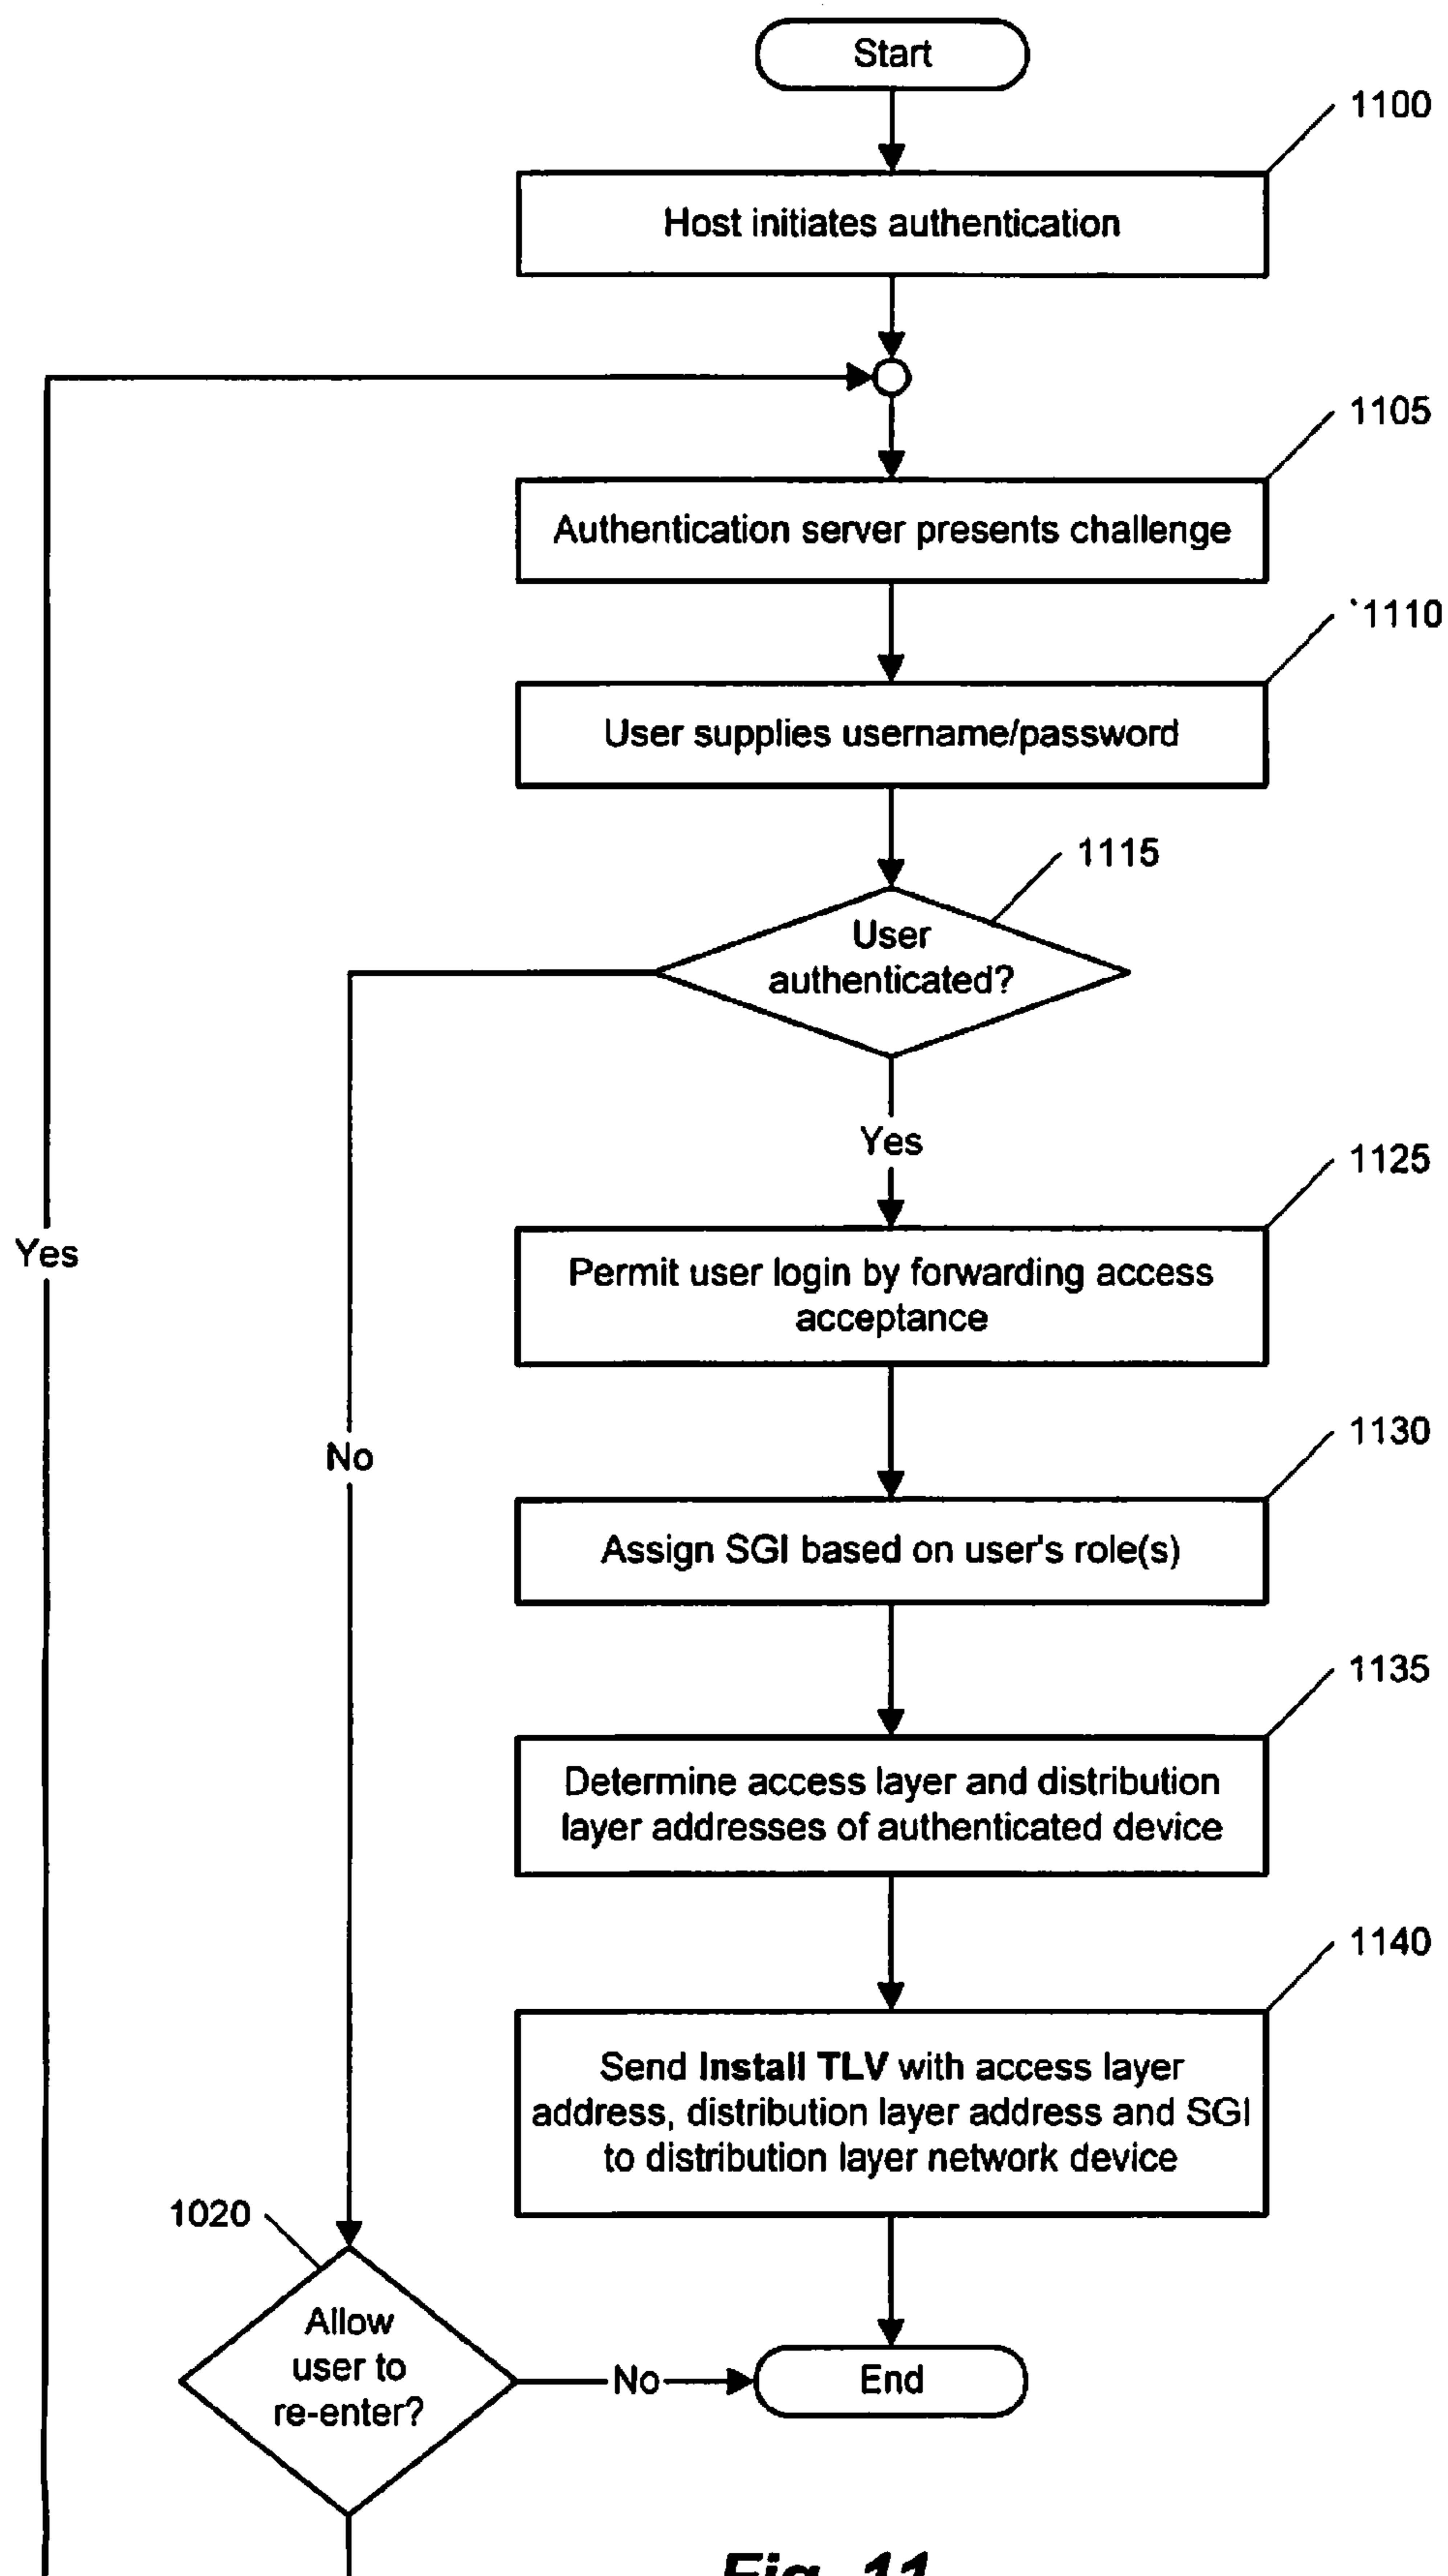 Start
1100
Host initiates authentication
1105
Authentication server presents challenge
`1110
User supplies username/password
1115
User
authenticated?
Yes
1125
Permit user login by forwarding access
acceptance
Yes
No
1130
Assign SGI based on user's role(s)
1135
Determine access layer and distribution
layer addresses of authenticated device
1140
Send Install TLV with access layer
address, distribution layer address and SGI
to distribution layer network device
1020
Allow
user to
re-enter?
No
End
Fig. 11